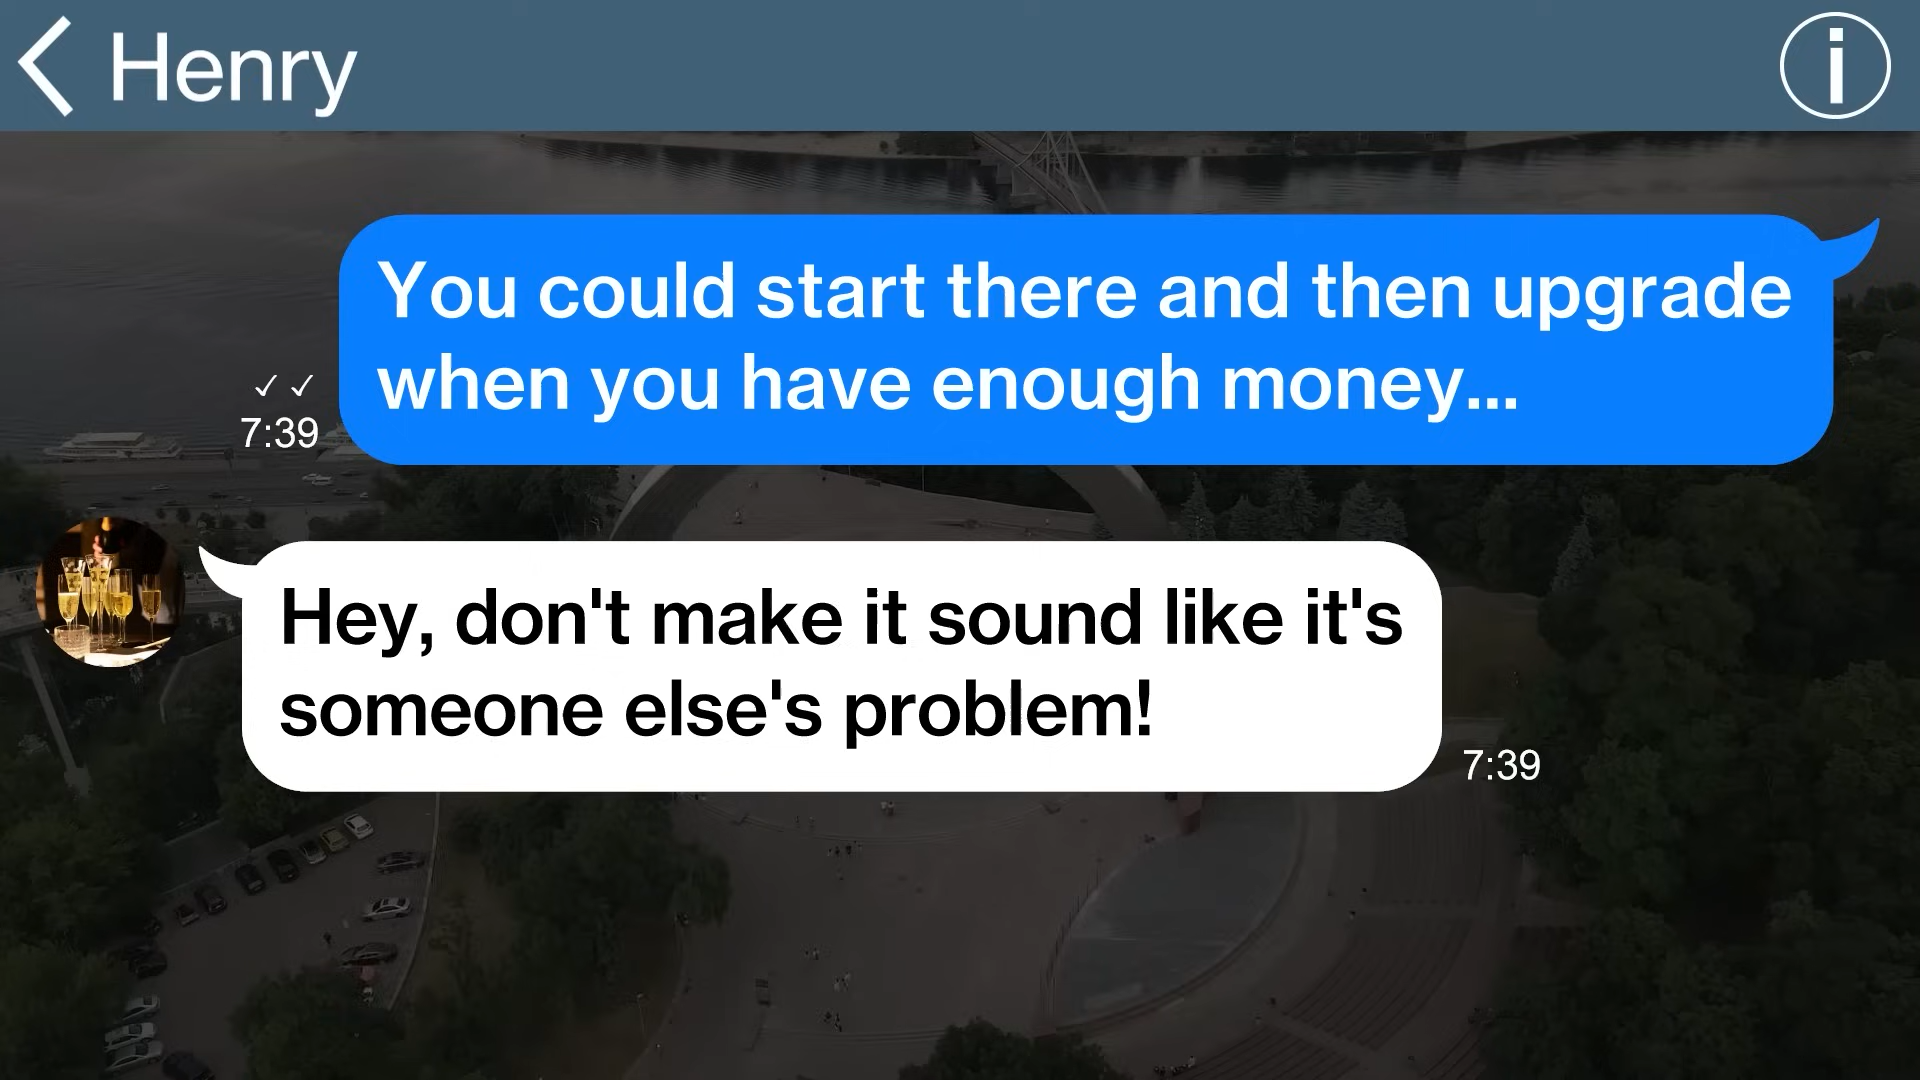 Henry
You could start there and then upgrade
when you have enough money...
✓✓
7:39
Hey, don't make it sound like it's
someone else's problem!
7:39